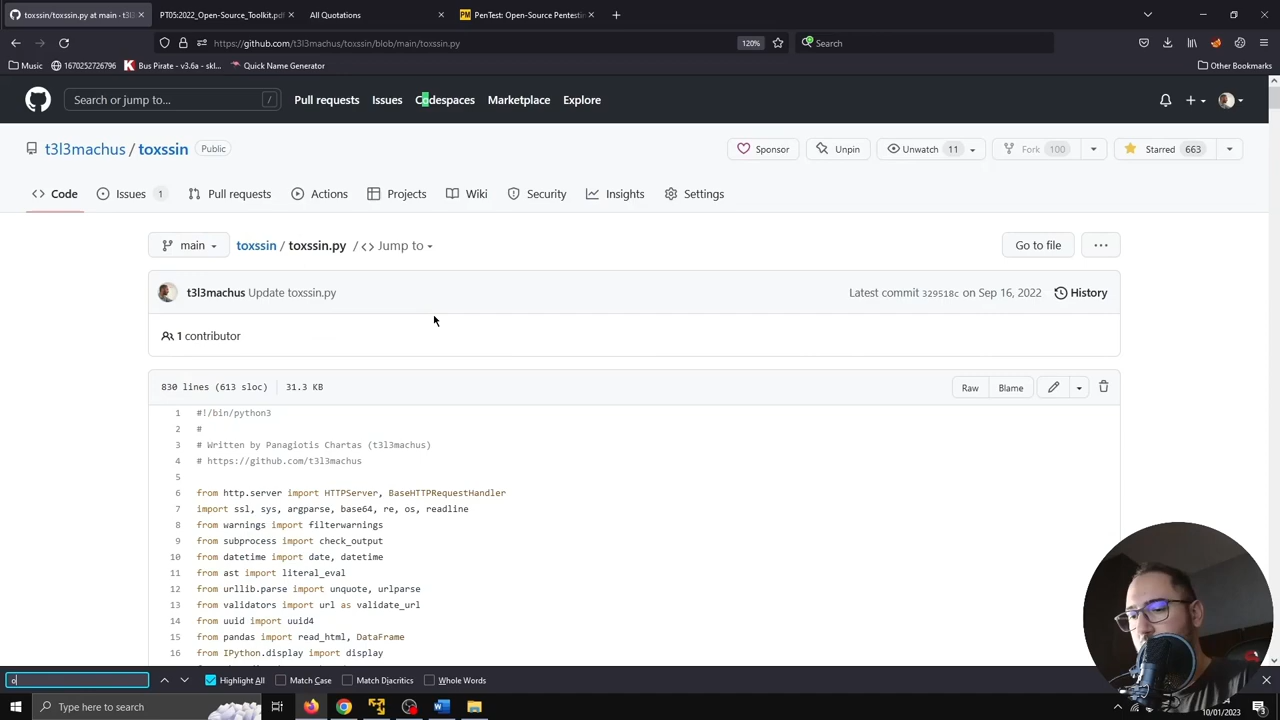 toxssin/toxssin.py at main · t3l3
PT05:2022_Open-Source_Toolkit.pdf
All Quotations
PM PenTest: Open-Source Pentestin
https://github.com/t3l3machus/toxssin/blob/main/toxssin.py
120%
Search
Music
1670252726796
Bus Pirate - v3.6a - skl...
Quick Name Generator
Other Bookmarks
Search or jump to...
/
Pull requests
Issues
Codespaces
Marketplace
Explore
t3l3machus / toxssin
Public
Sponsor
Unpin
Unwatch 11
Fork 100
Starred 663
Code
Issues 1
Pull requests
Actions
Projects
Wiki
Security
Insights
Settings
main
toxssin / toxssin.py / <> Jump to
Go to file
t3l3machus Update toxssin.py
Latest commit 329518c on Sep 16, 2022
History
1 contributor
830 lines (613 sloc)
31.3 KB
Raw
Blame
1 #!/bin/python3
2 #
3 # Written by Panagiotis Chartas (t3l3machus)
4 # https://github.com/t3l3machus
5
6 from http.server import HTTPServer, BaseHTTPRequestHandler
7 import ssl, sys, argparse, base64, re, os, readline
8 from warnings import filterwarnings
9 from subprocess import check_output
10 from datetime import date, datetime
11 from ast import literal_eval
12 from urllib.parse import unquote, urlparse
13 from validators import url as validate_url
14 from uuid import uuid4
15 from pandas import read_html, DataFrame
16 from IPython.display import display
o
Highlight All
Match Case
Match Diacritics
Whole Words
Type here to search
10/01/2023
3